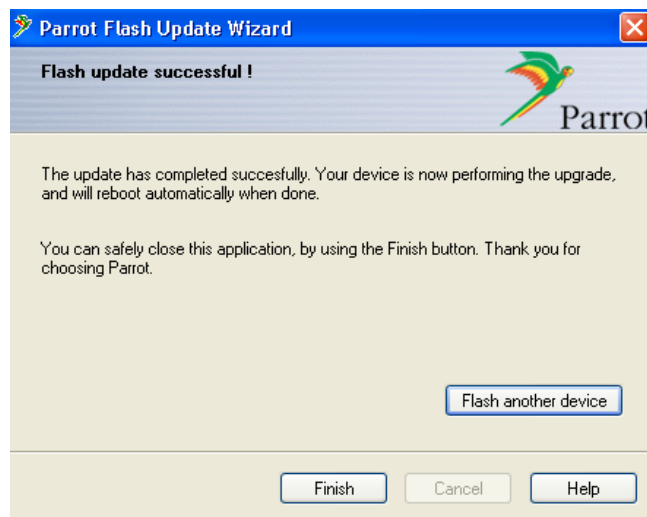 Parrot Flash Update Wizard
Flash update successful !
Parrot
The update has completed succesfully. Your device is now performing the upgrade,
and will reboot automatically when done.
You can safely close this application, by using the Finish button. Thank you for
choosing Parrot.
Flash another device
Finish
Cancel
Help